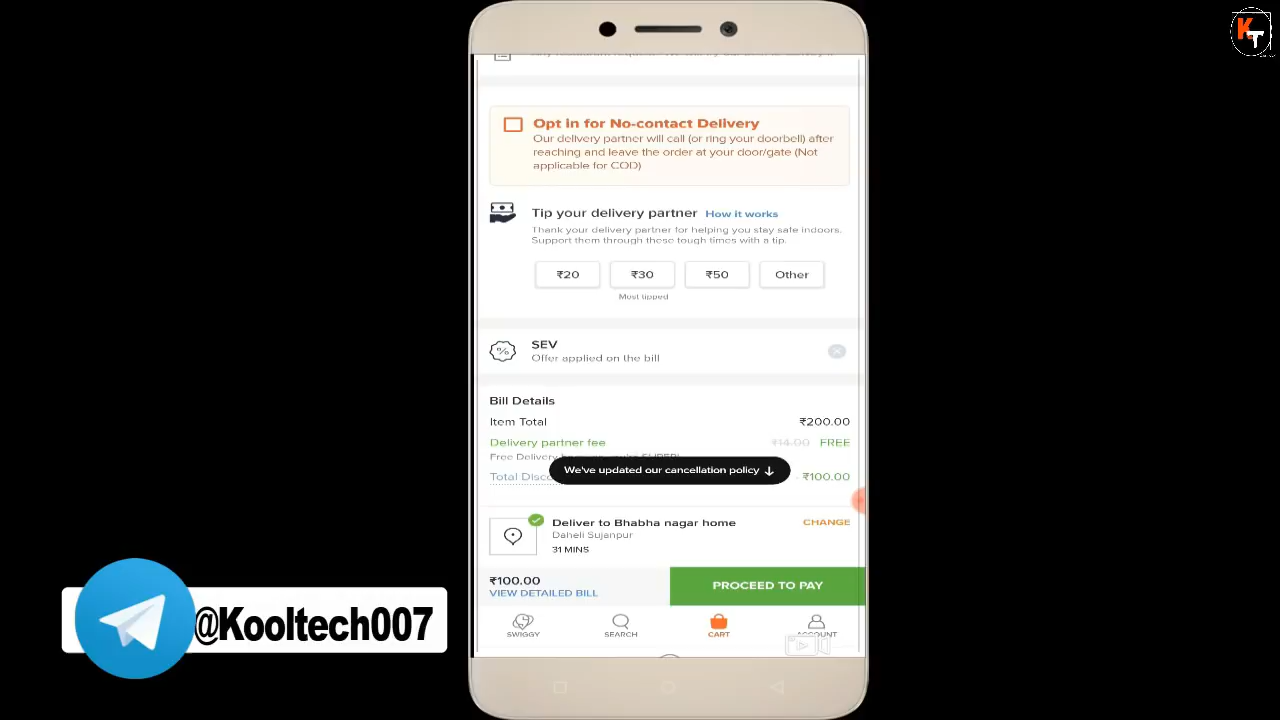 KT
Opt in for No-contact Delivery
Our delivery partner will call (or ring your doorbell) after
reaching and leave the order at your door/gate (Not
applicable for COD)
Tip your delivery partner How it works
Thank your delivery partner for helping you stay safe indoors.
Support them through these tough times with a tip.
₹20 ₹30 ₹50 Other
Most tipped
SEV
Offer applied on the bill
Bill Details
Item Total ₹200.00
Delivery partner fee ₹14.00 FREE
Free Delivery
We've updated our cancellation policy
Total ₹100.00
Deliver to Bhabha nagar home CHANGE
Daheli Sujanpur
31 MINS
₹100.00
VIEW DETAILED BILL
PROCEED TO PAY
SWIGGY SEARCH CART ACCOUNT
@Kooltech007